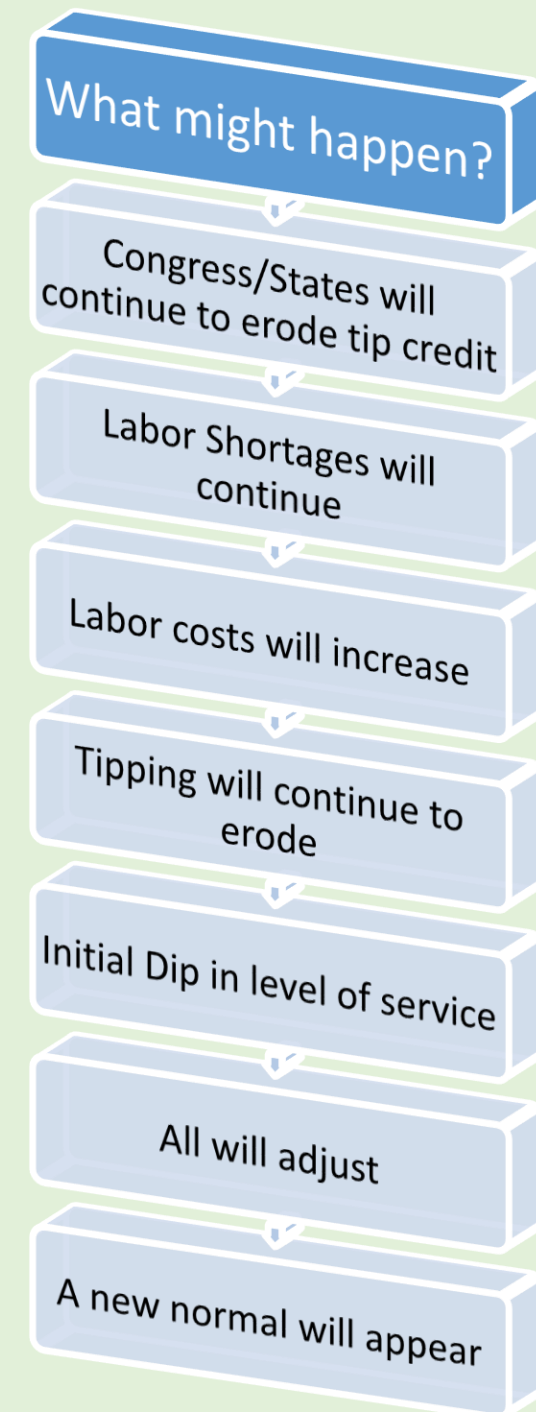 What might happen?
Congress/States will
continue to erode tip credit
Labor Shortages will
continue
Labor costs will increase
Tipping will continue to
erode
Initial Dip in level of service
All will adjust
A new normal will appear